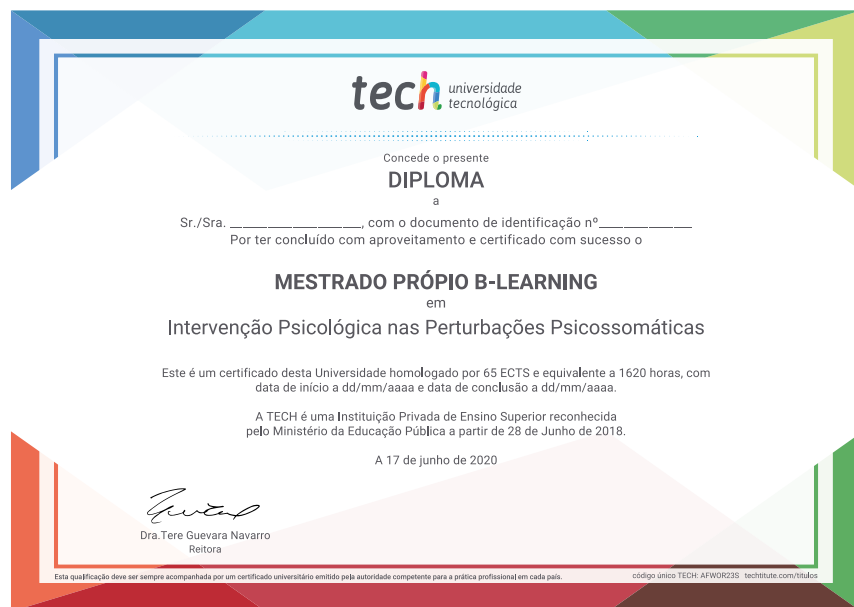 tech universidade
tecnológica
Concede o presente
DIPLOMA
a
Sr./Sra. ____________________, com o documento de identificação nº______________
Por ter concluído com aproveitamento e certificado com sucesso o
MESTRADO PRÓPIO B-LEARNING
em
Intervenção Psicológica nas Perturbações Psicossomáticas
Este é um certificado desta Universidade homologado por 65 ECTS e equivalente a 1620 horas, com
data de início a dd/mm/aaaa e data de conclusão a dd/mm/aaaa.
A TECH é uma Instituição Privada de Ensino Superior reconhecida
pelo Ministério da Educação Pública a partir de 28 de Junho de 2018.
A 17 de junho de 2020
Dra.Tere Guevara Navarro
Reitora
Esta qualificação deve ser sempre acompanhada por um certificado universitário emitido pela autoridade competente para a prática profissional em cada país.
código único TECH: AFWOR23S techtitute.com/titulos